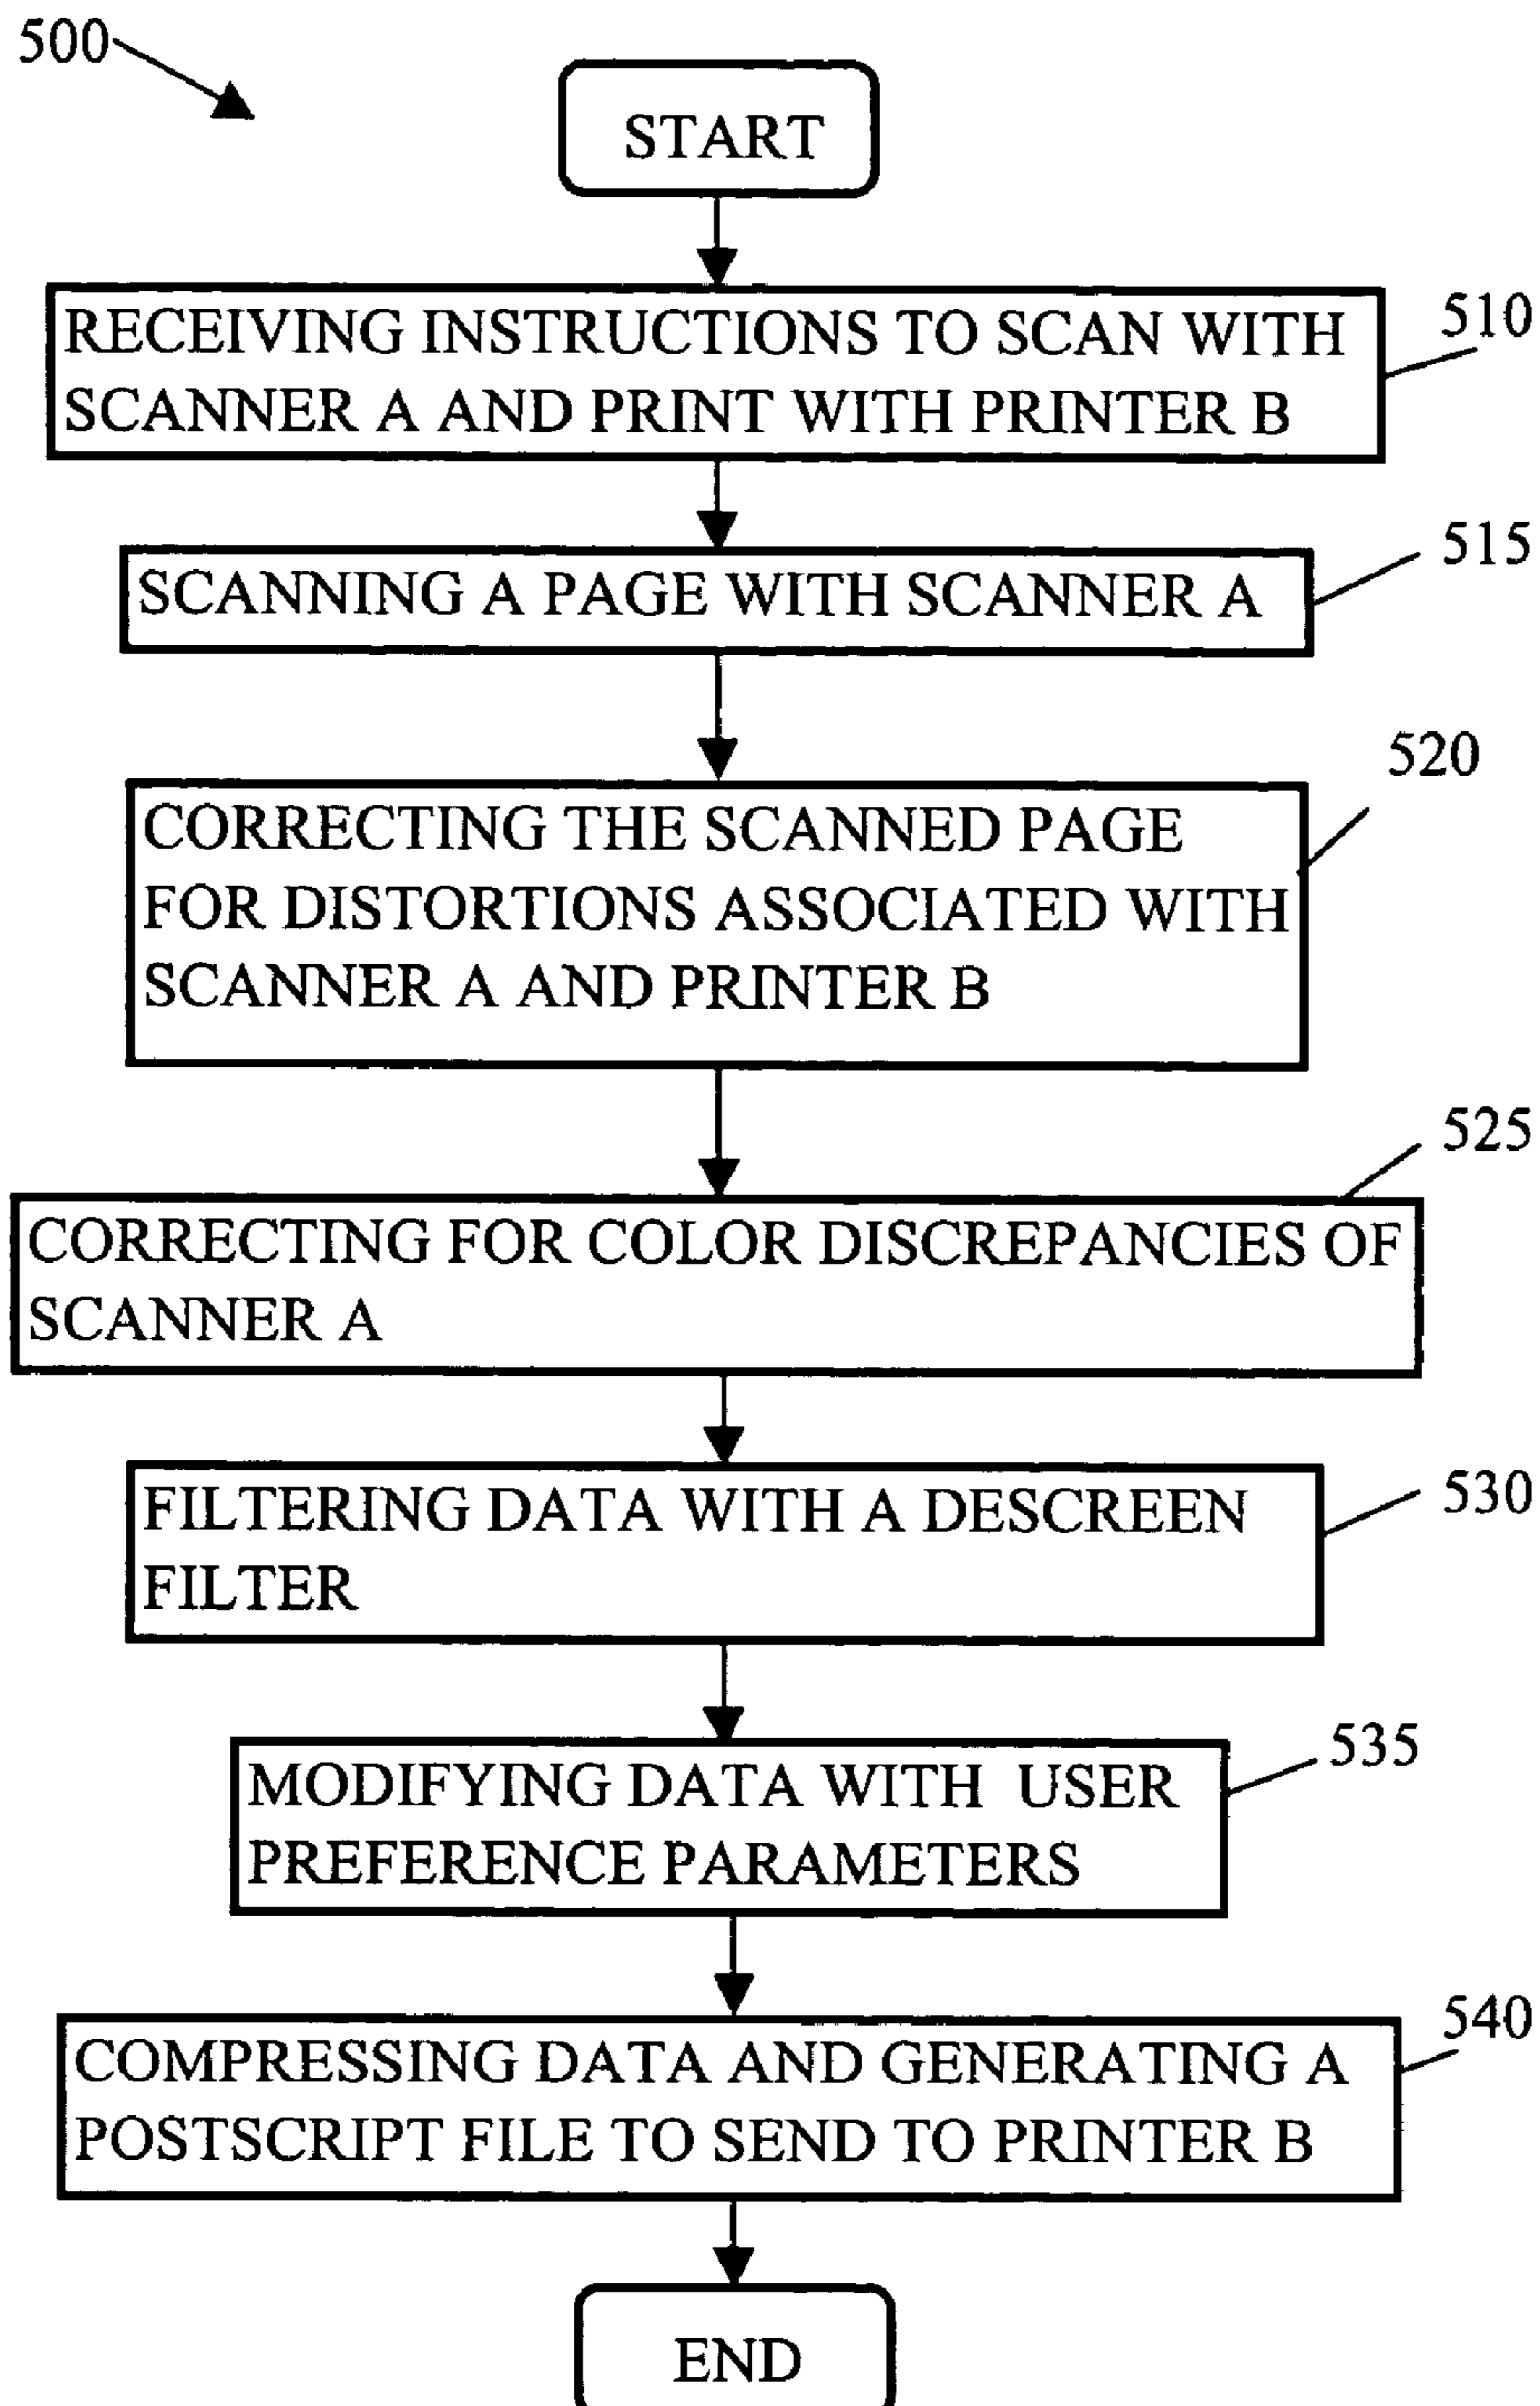 500
START
RECEIVING INSTRUCTIONS TO SCAN WITH
SCANNER A AND PRINT WITH PRINTER B
510
SCANNING A PAGE WITH SCANNER A
515
CORRECTING THE SCANNED PAGE
FOR DISTORTIONS ASSOCIATED WITH
SCANNER A AND PRINTER B
520
CORRECTING FOR COLOR DISCREPANCIES OF
SCANNER A
525
FILTERING DATA WITH A DESCREEN
FILTER
530
MODIFYING DATA WITH USER
PREFERENCE PARAMETERS
535
COMPRESSING DATA AND GENERATING A
POSTSCRIPT FILE TO SEND TO PRINTER B
540
END